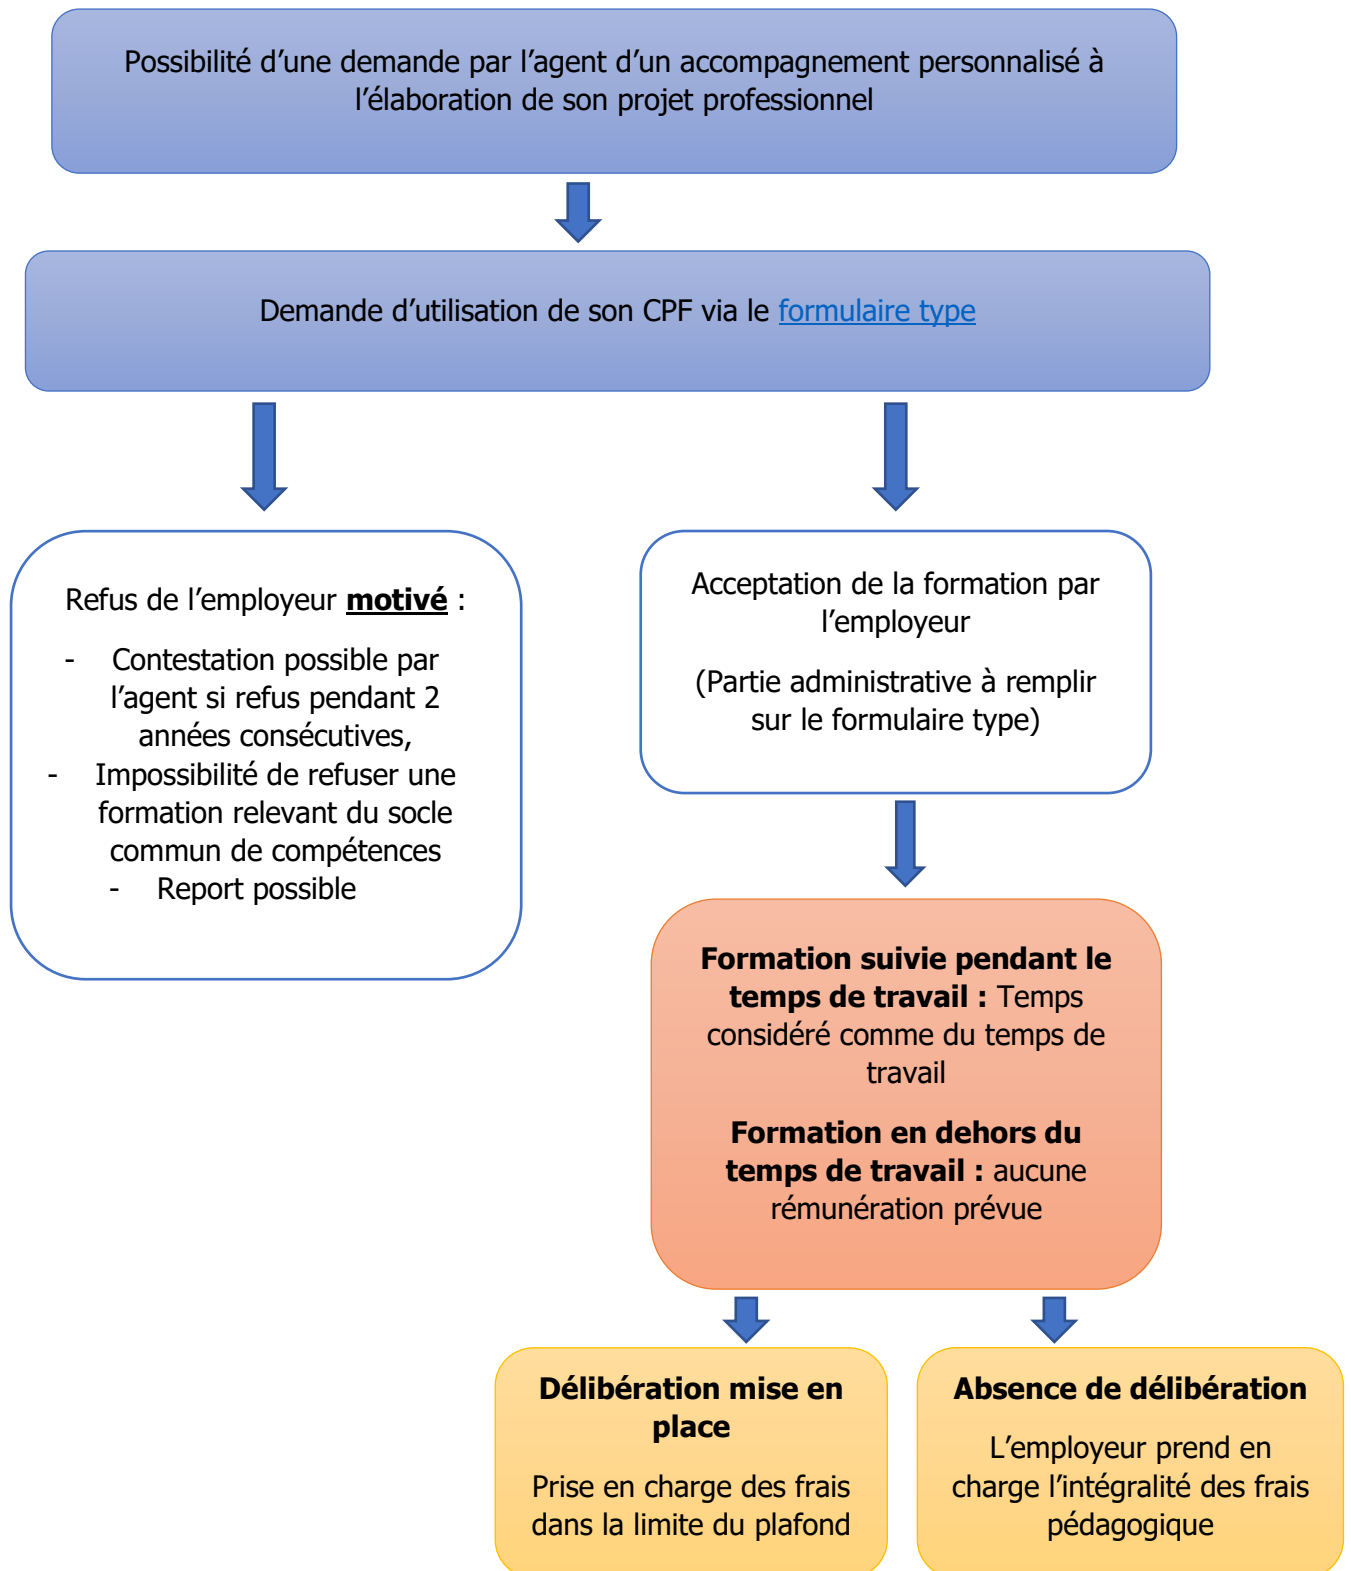 Possibilité d’une demande par l’agent d’un accompagnement personnalisé à
l’élaboration de son projet professionnel
Demande d’utilisation de son CPF via le formulaire type
Refus de l’employeur motivé :
- Contestation possible par
l’agent si refus pendant 2
années consécutives,
- Impossibilité de refuser une
formation relevant du socle
commun de compétences
- Report possible
Acceptation de la formation par
l’employeur
(Partie administrative à remplir
sur le formulaire type)
Formation suivie pendant le
temps de travail : Temps
considéré comme du temps de
travail
Formation en dehors du
temps de travail : aucune
rémunération prévue
Délibération mise en
place
Prise en charge des frais
dans la limite du plafond
Absence de délibération
L’employeur prend en
charge l’intégralité des frais
pédagogique